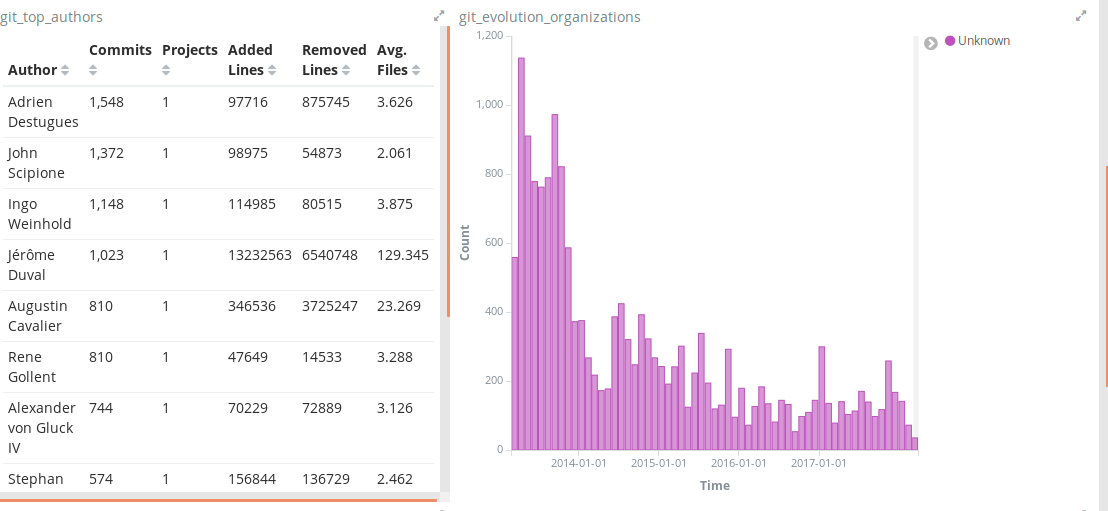 git_top_authors
Author Commits Projects Added Lines Removed Lines Avg. Files
Adrien Destugues 1,548 1 97716 875745 3.626
John Scipione 1,372 1 98975 54873 2.061
Ingo Weinhold 1,148 1 114985 80515 3.875
Jérôme Duval 1,023 1 13232563 6540748 129.345
Augustin Cavalier 810 1 346536 3725247 23.269
Rene Gollent 810 1 47649 14533 3.288
Alexander von Gluck IV 744 1 70229 72889 3.126
Stephan 574 1 156844 136729 2.462
git_evolution_organizations
1,200
1,000
800
600
400
200
0
Count
2014-01-01 2015-01-01 2016-01-01 2017-01-01
Time
Unknown